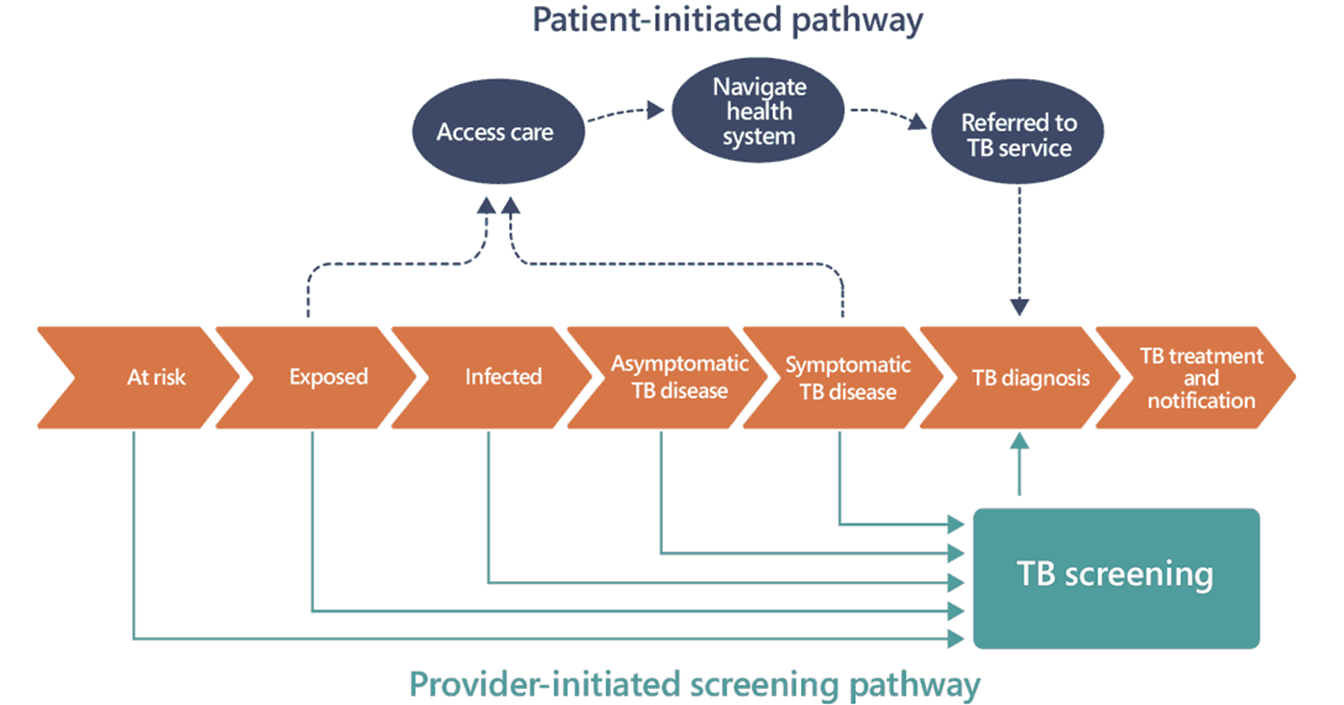 Patient-initiated pathway
Access care
Navigate
health
system
Referred to
TB service
At risk
Exposed
Infected
Asymptomatic
TB disease
Symptomatic
TB disease
TB diagnosis
TB treatment
and
notification
TB screening
Provider-initiated screening pathway